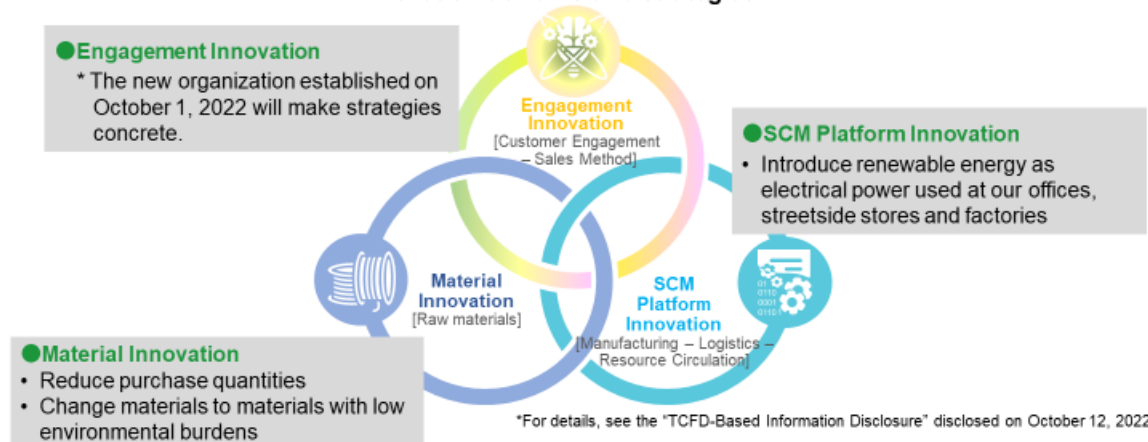 ●Engagement Innovation
* The new organization established on
October 1, 2022 will make strategies
concrete.
Engagement
Innovation
[Customer Engagement
– Sales Method]
●SCM Platform Innovation
• Introduce renewable energy as
electrical power used at our offices,
streetside stores and factories
Material
Innovation
[Raw materials]
SCM
Platform
Innovation
[Manufacturing – Logistics –
Resource Circulation]
01
0110
0001
01101
●Material Innovation
• Reduce purchase quantities
• Change materials to materials with low
environmental burdens
*For details, see the "TCFD-Based Information Disclosure" disclosed on October 12, 2022